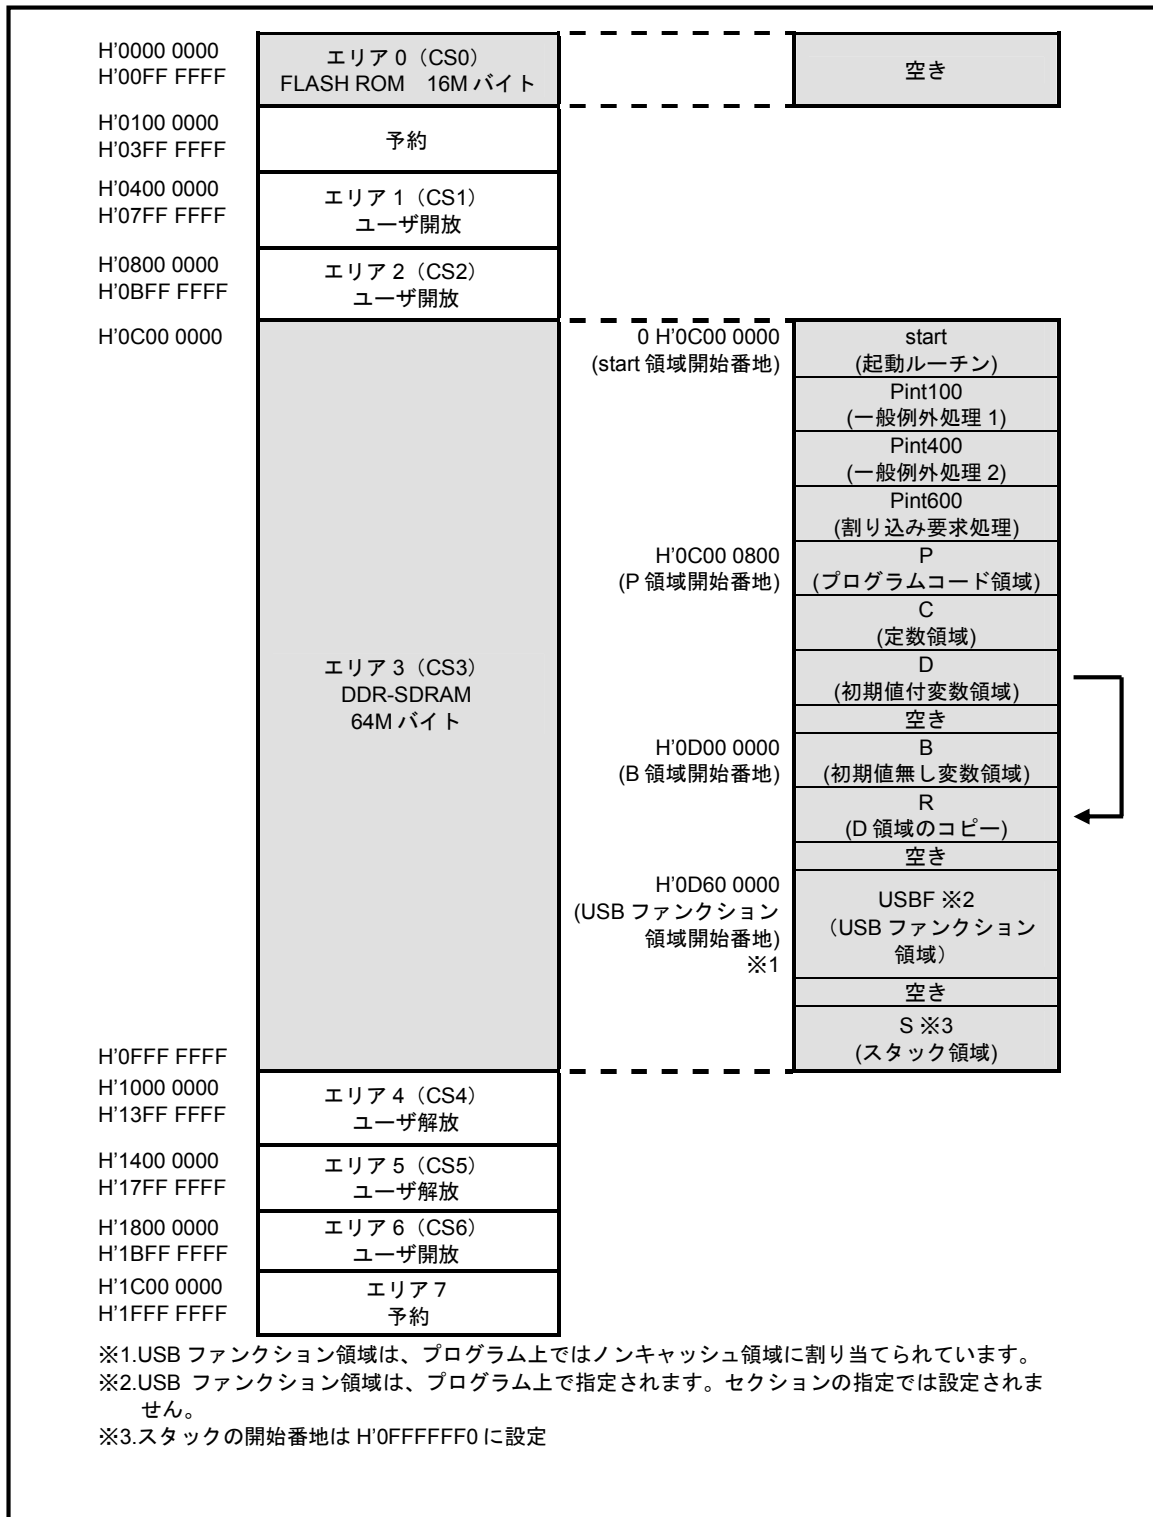 H'0000 0000
H'00FF FFFF
エリア 0（CS0）
FLASH ROM 16M バイト
空き
H'0100 0000
H'03FF FFFF
予約
H'0400 0000
H'07FF FFFF
エリア 1（CS1）
ユーザ開放
H'0800 0000
H'0BFF FFFF
エリア 2（CS2）
ユーザ開放
H'0C00 0000
エリア 3（CS3）
DDR-SDRAM
64M バイト
H'0FFF FFFF
0 H'0C00 0000
(start 領域開始番地)
start
(起動ルーチン)
Pint100
(一般例外処理 1)
Pint400
(一般例外処理 2)
Pint600
(割り込み要求処理)
H'0C00 0800
(P 領域開始番地)
P
(プログラムコード領域)
C
(定数領域)
D
(初期値付変数領域)
空き
H'0D00 0000
(B 領域開始番地)
B
(初期値無し変数領域)
R
(D 領域のコピー)
空き
H'0D60 0000
(USB ファンクション
領域開始番地)
※1
USBF ※2
（USB ファンクション
領域）
空き
S ※3
(スタック領域)
H'1000 0000
H'13FF FFFF
エリア 4（CS4）
ユーザ解放
H'1400 0000
H'17FF FFFF
エリア 5（CS5）
ユーザ解放
H'1800 0000
H'1BFF FFFF
エリア 6（CS6）
ユーザ開放
H'1C00 0000
H'1FFF FFFF
エリア 7
予約
※1.USB ファンクション領域は、プログラム上ではノンキャッシュ領域に割り当てられています。
※2.USB ファンクション領域は、プログラム上で指定されます。セクションの指定では設定されま
せん。
※3.スタックの開始番地は H'0FFFFFF0 に設定